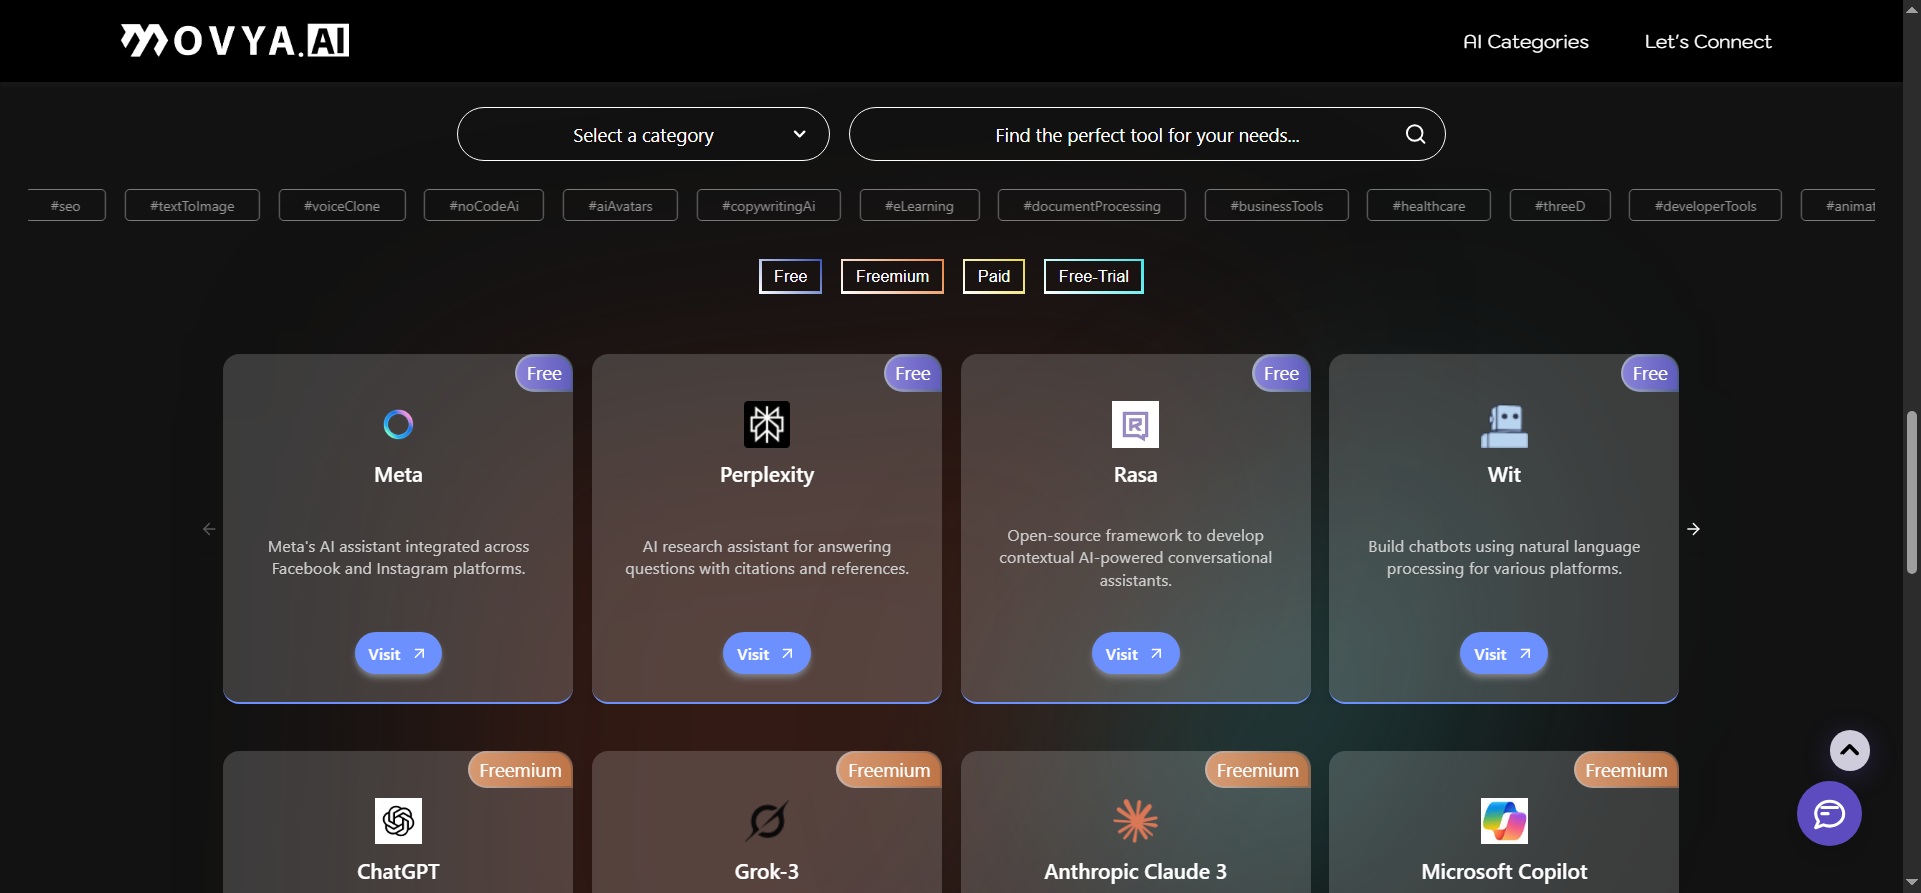 MOVYA.AI
AI Categories
Let's Connect
Select a category
Find the perfect tool for your needs...
#seo
#textToImage
#voiceClone
#noCodeAi
#aiAvatars
#copywritingAi
#eLearning
#documentProcessing
#businessTools
#healthcare
#threeD
#developerTools
#animat
Free
Freemium
Paid
Free-Trial
Free
Meta
Meta's AI assistant integrated across
Facebook and Instagram platforms.
Visit
Free
Perplexity
AI research assistant for answering
questions with citations and references.
Visit
Free
R
Rasa
Open-source framework to develop
contextual AI-powered conversational
assistants.
Visit
Free
Wit
Build chatbots using natural language
processing for various platforms.
Visit
Freemium
ChatGPT
Freemium
Grok-3
Freemium
Anthropic Claude 3
Freemium
Microsoft Copilot